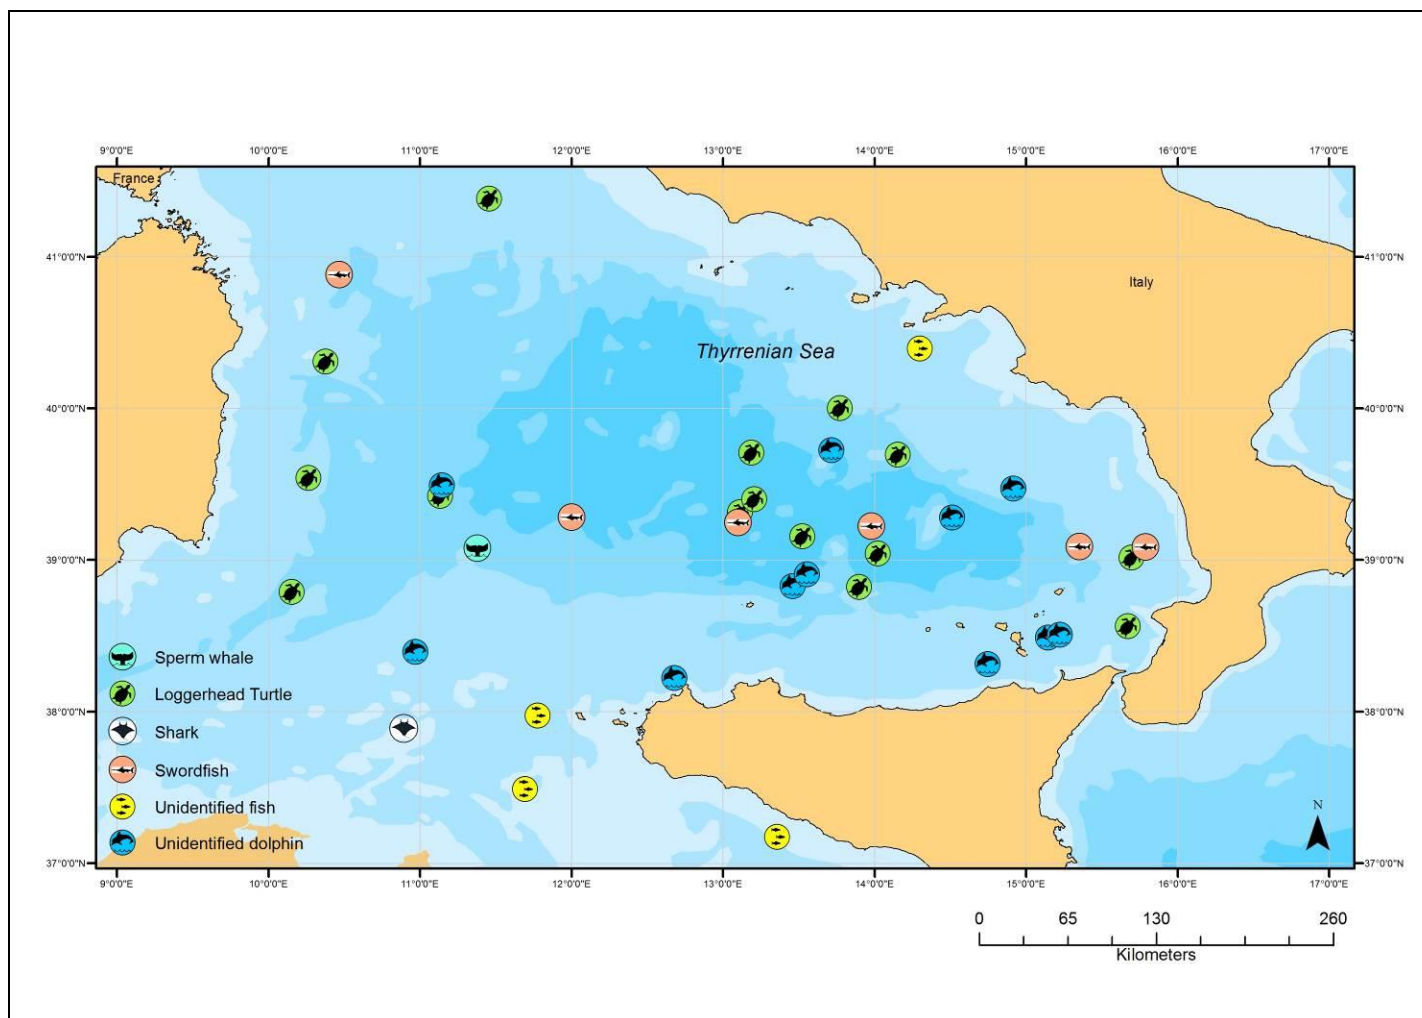 9°0'0"E 10°0'0"E 11°0'0"E 12°0'0"E 13°0'0"E 14°0'0"E 15°0'0"E 16°0'0"E 17°0'0"E
France
41°0'0"N 41°0'0"N
Italy
Thyrrenian Sea
40°0'0"N 40°0'0"N
39°0'0"N 39°0'0"N
Sperm whale
Loggerhead Turtle
38°0'0"N 38°0'0"N
Shark
Swordfish
Unidentified fish
N
Unidentified dolphin
37°0'0"N 37°0'0"N
9°0'0"E 10°0'0"E 11°0'0"E 12°0'0"E 13°0'0"E 14°0'0"E 15°0'0"E 16°0'0"E 17°0'0"E
0 65 130 260
Kilometers